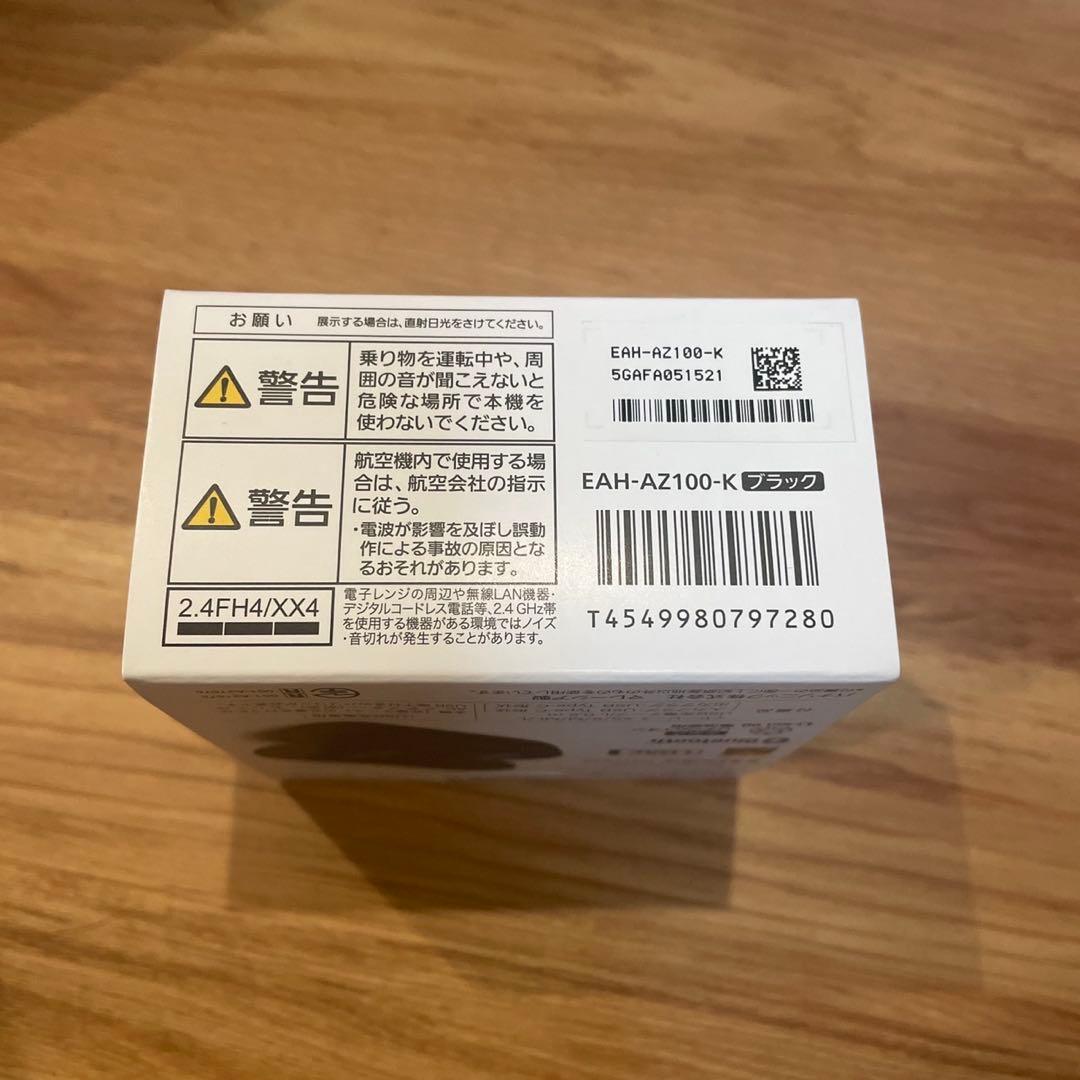 お願い 展示する場合は、直射日光をさけてください。
警告
乗り物を運転中や、周
囲の音が聞こえないと
危険な場所で本機を
使わないでください。
警告
航空機内で使用する場
合は、航空会社の指示
に従う。
・電波が影響を及ぼし誤動
作による事故の原因とな
るおそれがあります。
2.4FH4/XX4
電子レンジの周辺や無線LAN機器・
デジタルコードレス電話等、2.4 GHz帯
を使用する機器がある環境ではノイズ
・音切れが発生することがあります。
EAH-AZ100-K
5GAFA051521
EAH-AZ100-K ブラック
T4549980797280
マレーシア製
Bluetooth